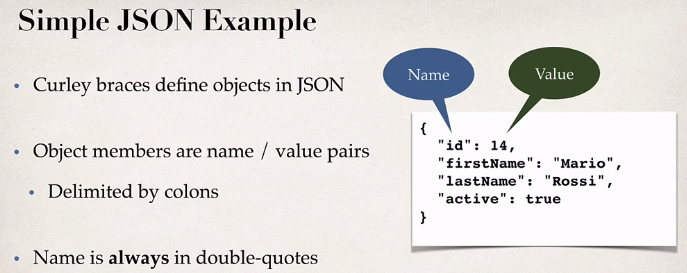 Simple JSON Example
• Curley braces define objects in JSON
• Object members are name / value pairs
• Delimited by colons
• Name is always in double-quotes
Name
Value
{
"id": 14,
"firstName": "Mario",
"lastName": "Rossi",
"active": true
}